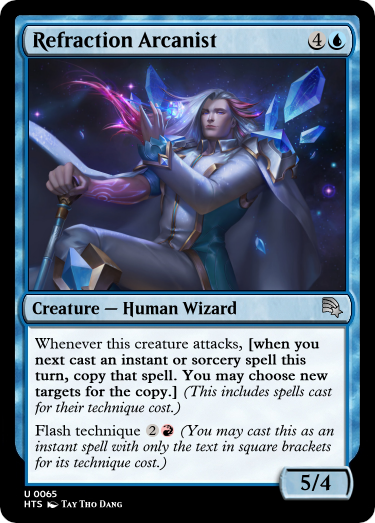 Refraction Arcanist 4
Creature — Human Wizard
Whenever this creature attacks, [when you
next cast an instant or sorcery spell this
turn, copy that spell. You may choose new
targets for the copy.] (This includes spells cast
for their technique cost.)
Flash technique 2 (You may cast this as an
instant spell with only the text in square brackets
for its technique cost.)
5/4
U 0065
HTS TAY THO DANG